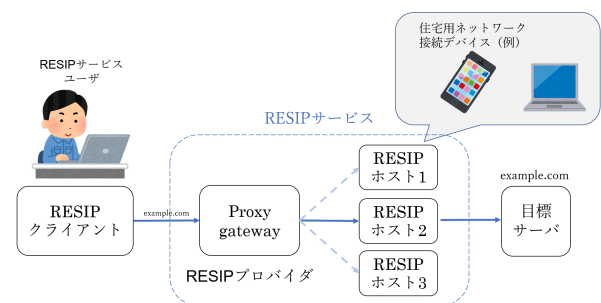 住宅用ネットワーク
接続デバイス（例）
RESIPサービス
ユーザ
RESIPサービス
RESIP
クライアント
example.com
Proxy
gateway
RESIPプロバイダ
RESIP
ホスト1
RESIP
ホスト2
RESIP
ホスト3
example.com
目標
サーバ